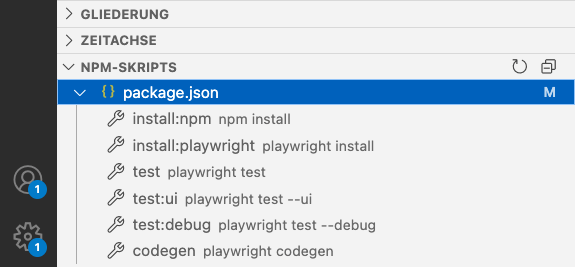 GLIEDERUNG
ZEITACHSE
NPM-SKRIPTS
{} package.json M
install:npm npm install
install:playwright playwright install
test playwright test
1
test:ui playwright test --ui
test:debug playwright test --debug
1
codegen playwright codegen